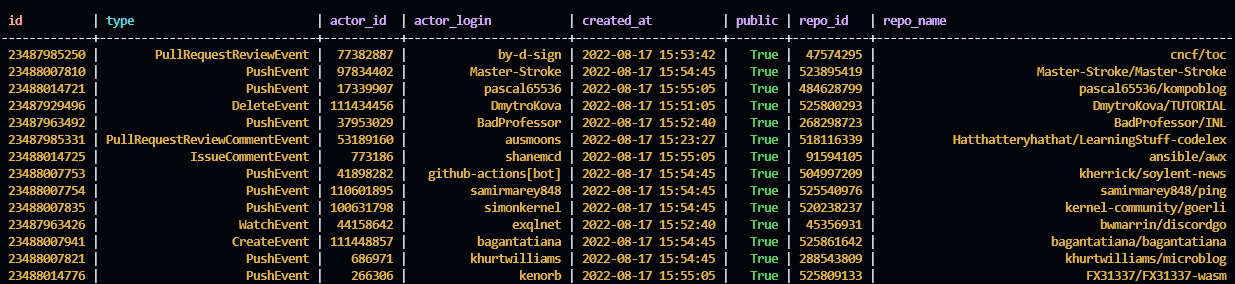 id | type | actor_id | actor_login | created_at | public | repo_id | repo_name
23487985250 | PullRequestReviewEvent | 77382887 | by-d-sign | 2022-08-17 15:53:42 | True | 47574295 | cncf/toc
23488007810 | PushEvent | 97834402 | Master-Stroke | 2022-08-17 15:54:45 | True | 523895419 | Master-Stroke/Master-Stroke
23488014721 | PushEvent | 17339907 | pascal65536 | 2022-08-17 15:55:05 | True | 484628799 | pascal65536/kompoblog
23487929496 | DeleteEvent | 111434456 | DmytroKova | 2022-08-17 15:51:05 | True | 525800293 | DmytroKova/TUTORIAL
23487963492 | PushEvent | 37953029 | BadProfessor | 2022-08-17 15:52:40 | True | 268298723 | BadProfessor/INL
23487985331 | PullRequestReviewCommentEvent | 53189160 | ausmoons | 2022-08-17 15:23:27 | True | 518116339 | Hatthatteryhathat/LearningStuff-codelex
23488014725 | IssueCommentEvent | 773186 | shanemcd | 2022-08-17 15:55:05 | True | 91594105 | ansible/awx
23488007753 | PushEvent | 41898282 | github-actions[bot] | 2022-08-17 15:54:45 | True | 504997209 | kherrick/soylent-news
23488007754 | PushEvent | 110601895 | samirmarey848 | 2022-08-17 15:54:45 | True | 525540976 | samirmarey848/ping
23488007835 | PushEvent | 100631798 | simonkernel | 2022-08-17 15:54:45 | True | 520238237 | kernel-community/goerli
23487963426 | WatchEvent | 44158642 | exqlnet | 2022-08-17 15:52:40 | True | 45356931 | bwmarrin/discordgo
23488007941 | CreateEvent | 111448857 | bagantatiana | 2022-08-17 15:54:45 | True | 525861642 | bagantatiana/bagantatiana
23488007821 | PushEvent | 686971 | khurtwilliams | 2022-08-17 15:54:45 | True | 288543809 | khurtwilliams/microblog
23488014776 | PushEvent | 266306 | kenorb | 2022-08-17 15:55:05 | True | 525809133 | FX31337/FX31337-wasm